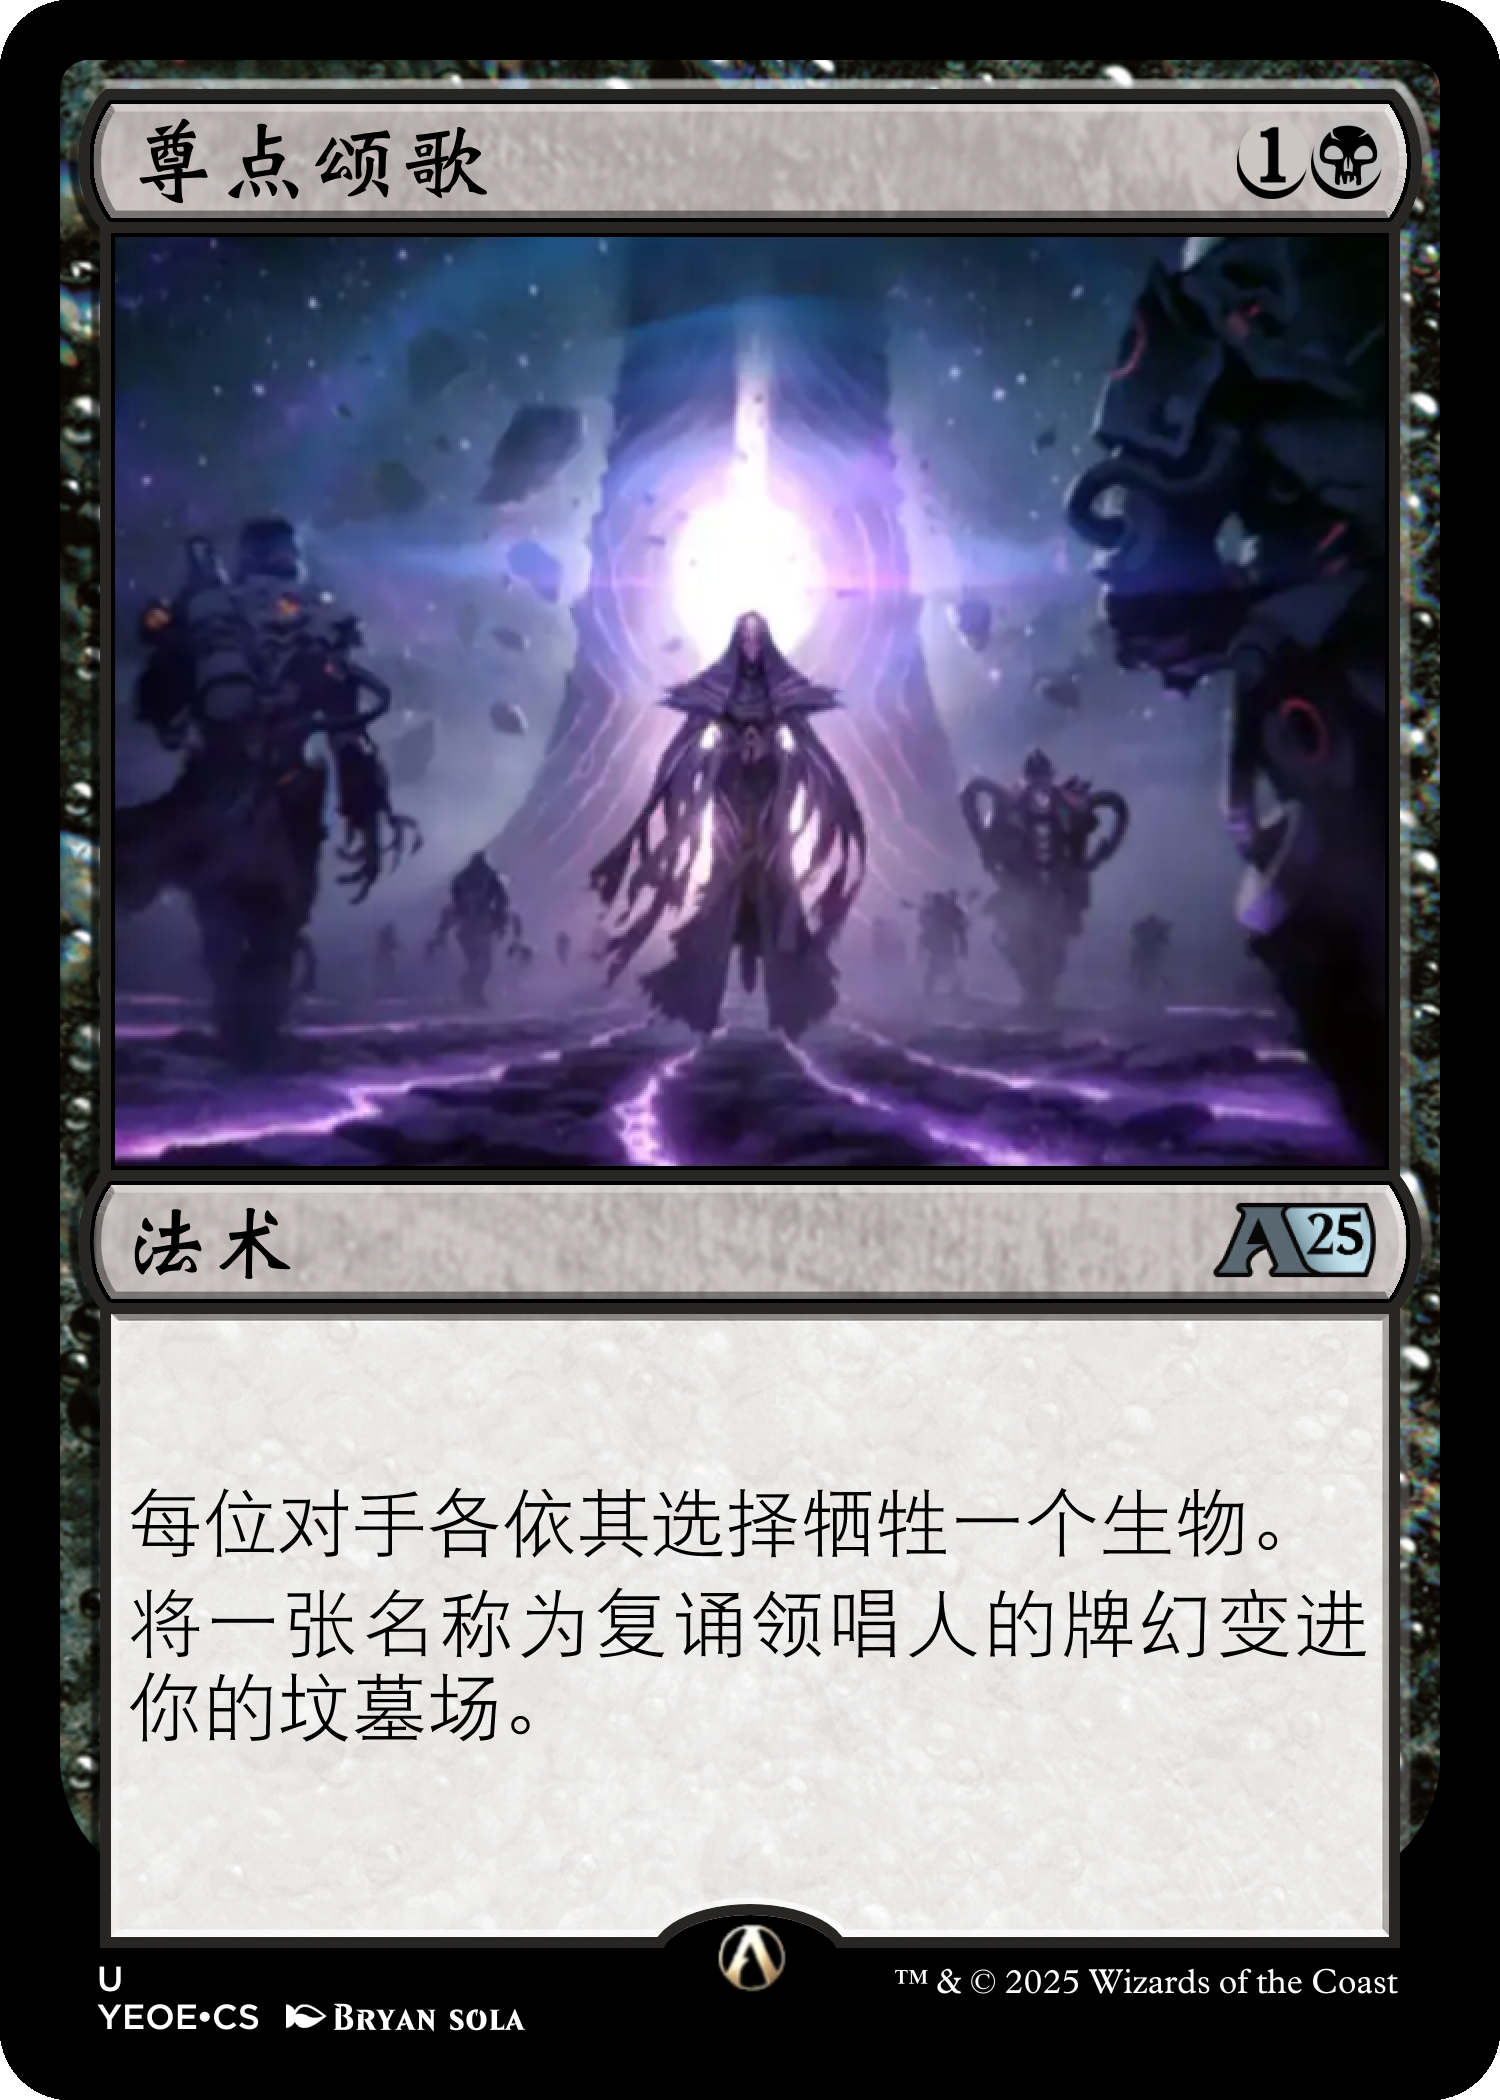 尊点颂歌 1
法术 A25
每位对手各依其选择牺牲一个生物。
将一张名称为复诵领唱人的牌幻变进
你的坟墓场。
U
YEOE•CS BRYAN SOLA
™ & © 2025 Wizards of the Coast